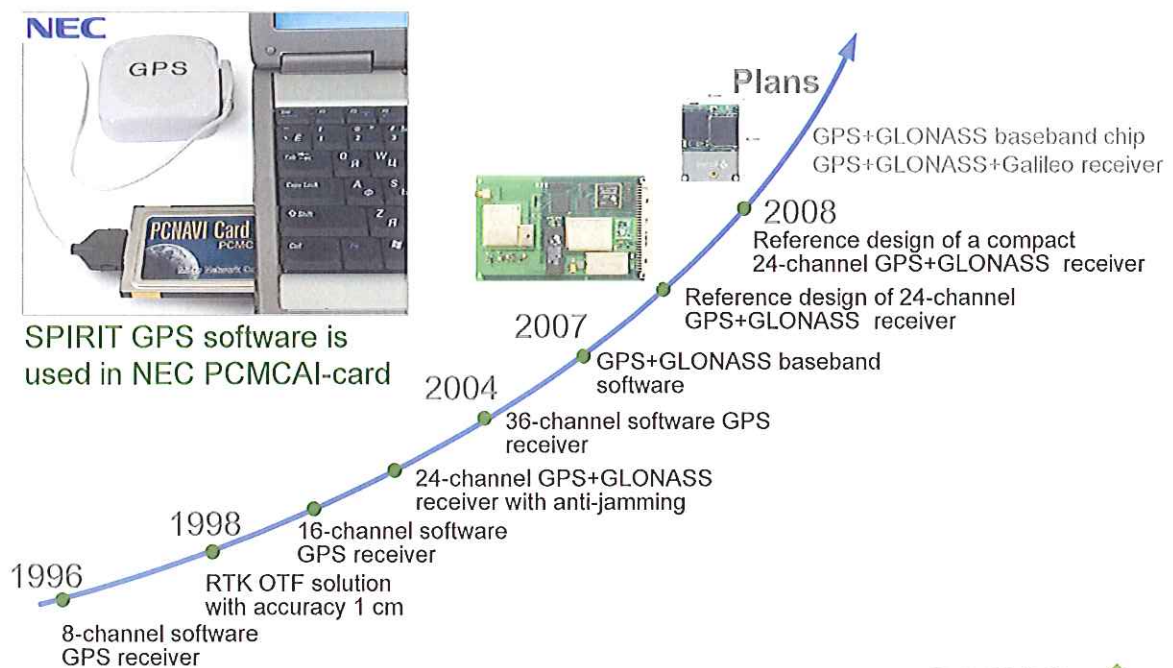 NEC
GPS
PCNAVI Card
PCMC
SPIRIT GPS software is
used in NEC PCMCAI-card
1996
8-channel software
GPS receiver
1998
RTK OTF solution
with accuracy 1 cm
16-channel software
GPS receiver
24-channel GPS+GLONASS
receiver with anti-jamming
2004
36-channel software GPS
receiver
2007
GPS+GLONASS baseband
software
Reference design of 24-channel
GPS+GLONASS receiver
2008
Reference design of a compact
24-channel GPS+GLONASS receiver
Plans
GPS+GLONASS baseband chip
GPS+GLONASS+Galileo receiver